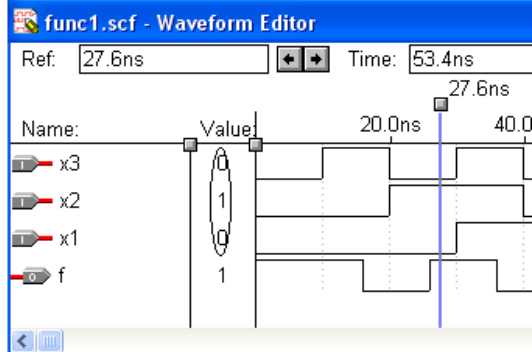 func1.scf - Waveform Editor
Ref: 27.6ns Time: 53.4ns
27.6ns
Name: Value: 20.0ns 40.0
x3 0
x2 1
x1 0
f 1